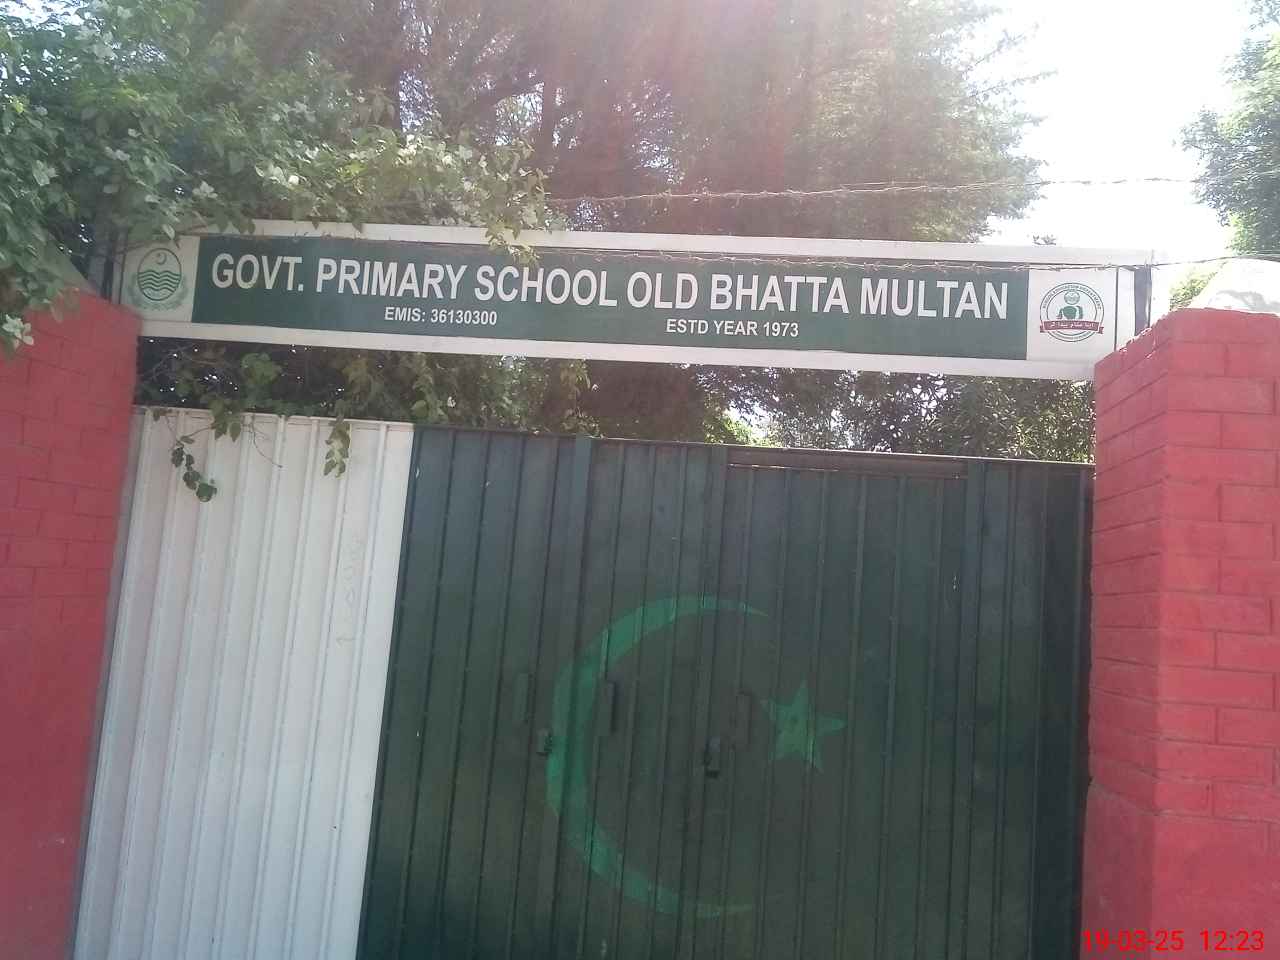 GOVT. PRIMARY SCHOOL OLD BHATTA MULTAN
EMIS: 36130300
ESTD YEAR 1973
19-03-25 12:23